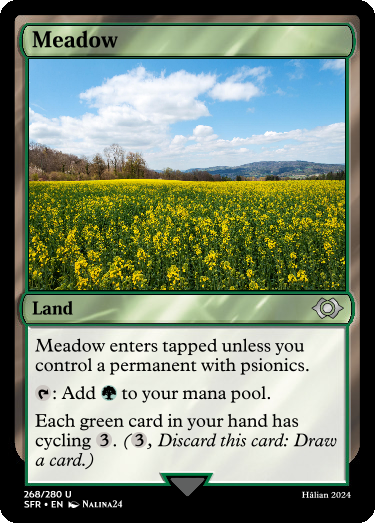 Meadow
Land
Meadow enters tapped unless you
control a permanent with psionics.
: Add to your mana pool.
Each green card in your hand has
cycling 3. (3, Discard this card: Draw
a card.)
268/280 U
SFR • EN Nalina24
Hålian 2024